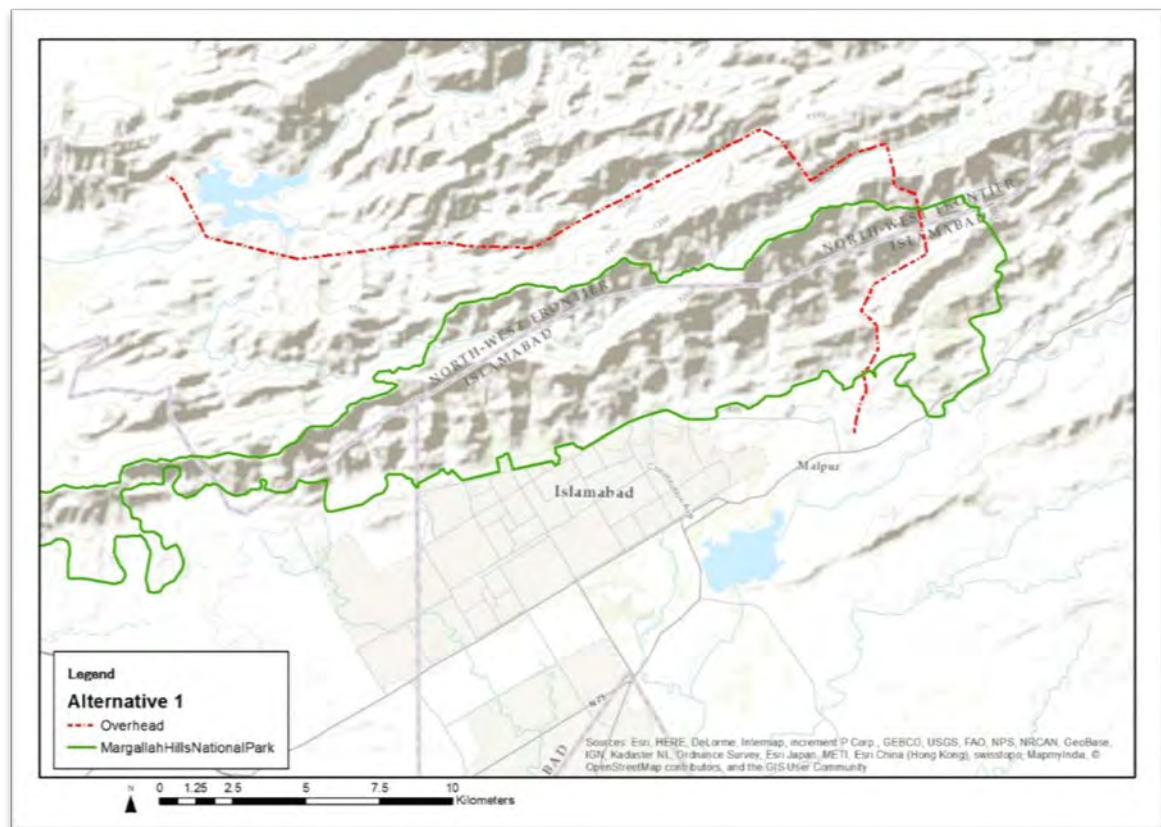 NORTH-WEST FRONTIER
ISLAMABAD
NORTH-WEST FRONTIER
ISLAMABAD
Malpur
Islamabad
BAD
Legend
Alternative 1
Overhead
MargallahHillsNationalPark
Sources: Esri, HERE, DeLorme, Intermap, increment P Corp., GEBCO, USGS, FAO, NPS, NRCAN, GeoBase,
IGN, Kadaster NL, Ordnance Survey, Esri Japan, METI, Esri China (Hong Kong), swisstopo, MapmyIndia, ©
OpenStreetMap contributors, and the GIS User Community
N
0 1.25 2.5 5 7.5 10
Kilometers